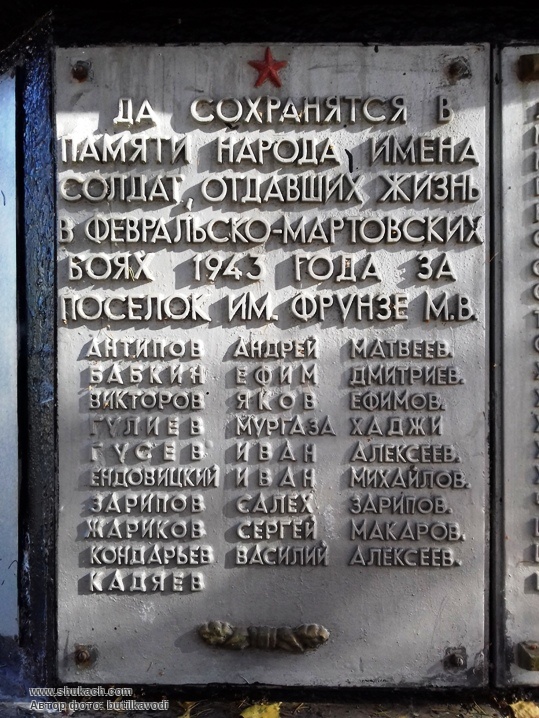 ДА СОХРАНЯТСЯ В
ПАМЯТИ НАРОДА, ИМЕНА
СОЛДАТ, ОТДАВШИХ ЖИЗНЬ
В ФЕВРАЛЬСКО-МАРТОВСКИХ
БОЯХ 1943 ГОДА ЗА
ПОСЕЛОК ИМ. ФРУНЗЕ М.В.
АНТИПОВ АНДРЕЙ МАТВЕЕВ.
БАБКИН ЕФИМ ДМИТРИЕВ.
ВИКТОРОВ ЯКОВ ЕФИМОВ.
ГУЛИЕВ МУРГАЗА ХАДЖИ
ГУСЕВ ИВАН АЛЕКСЕЕВ.
ЕНДОВИЦКИЙ ИВАН МИХАЙЛОВ.
ЗАРИПОВ САЛЕХ ЗАРИПОВ.
ЖАРИКОВ СЕРГЕЙ МАКАРОВ.
КОНДАРЬЕВ ВАСИЛИЙ АЛЕКСЕЕВ.
КАДЯЕВ
www.shukach.com
Автор фото: butilkavodi